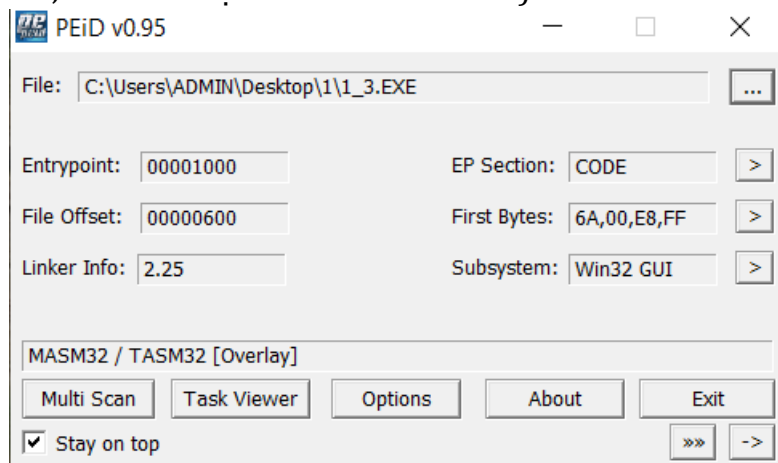 PEiD v0.95
File: C:\Users\ADMIN\Desktop\1\1_3.EXE ...
Entrypoint: 00001000 EP Section: CODE >
File Offset: 00000600 First Bytes: 6A,00,E8,FF >
Linker Info: 2.25 Subsystem: Win32 GUI >
MASM32 / TASM32 [Overlay]
Multi Scan Task Viewer Options About Exit
Stay on top »» ->